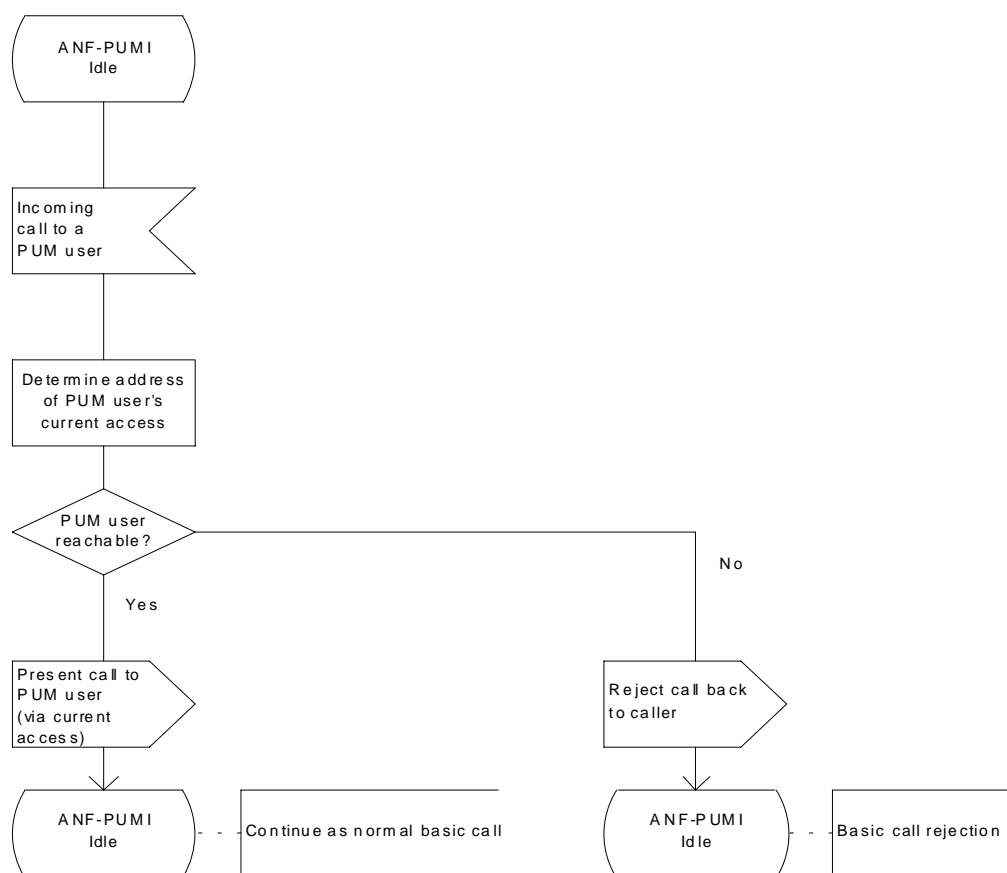 ANF-PUMI
Idle
Incoming
call to a
PUM user
Determine address
of PUM user's
current access
PUM user
reachable?
No
Yes
Present call to
PUM user
(via current
access)
Reject call back
to caller
ANF-PUMI
Idle
Continue as normal basic call
ANF-PUMI
Idle
Basic call rejection